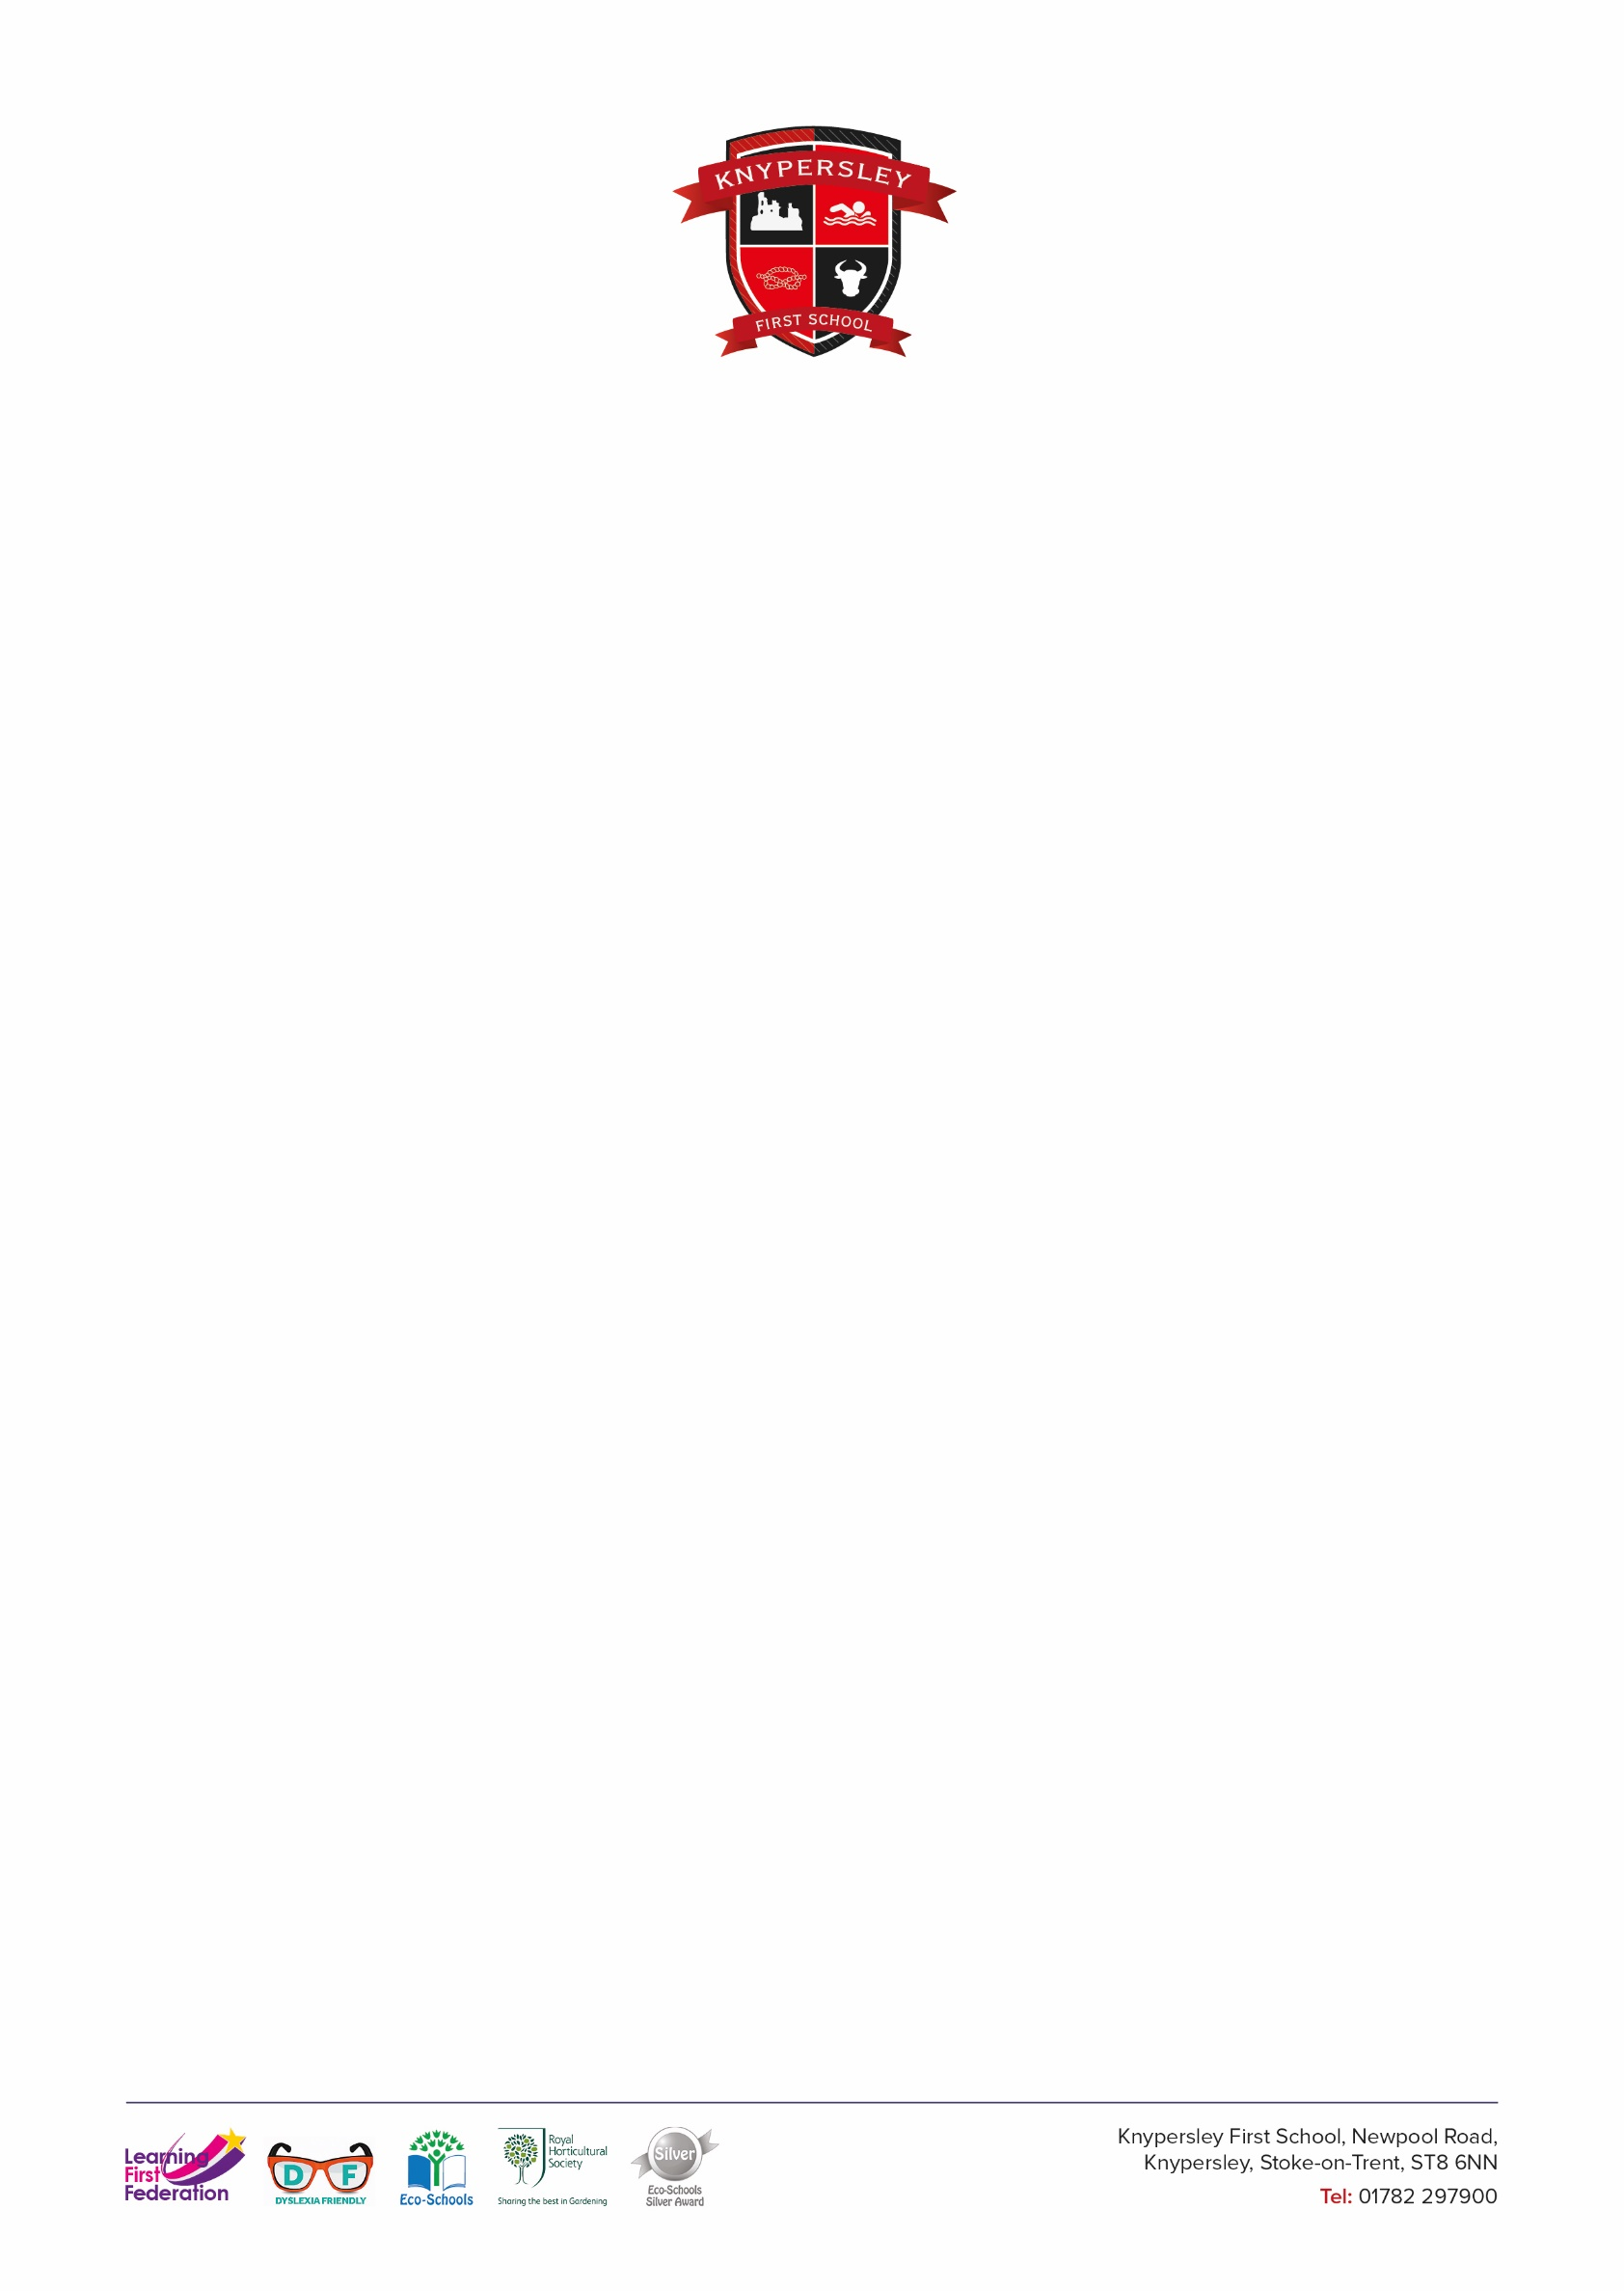 KNYPERSLEY
FIRST SCHOOL
Learning
First
Federation
D F
DYSLEXIA FRIENDLY
Eco-Schools
Royal
Horticultural
Society
Sharing the best in Gardening
Silver
Eco-Schools
Silver Award
Knypersley First School, Newpool Road,
Knypersley, Stoke-on-Trent, ST8 6NN
Tel: 01782 297900